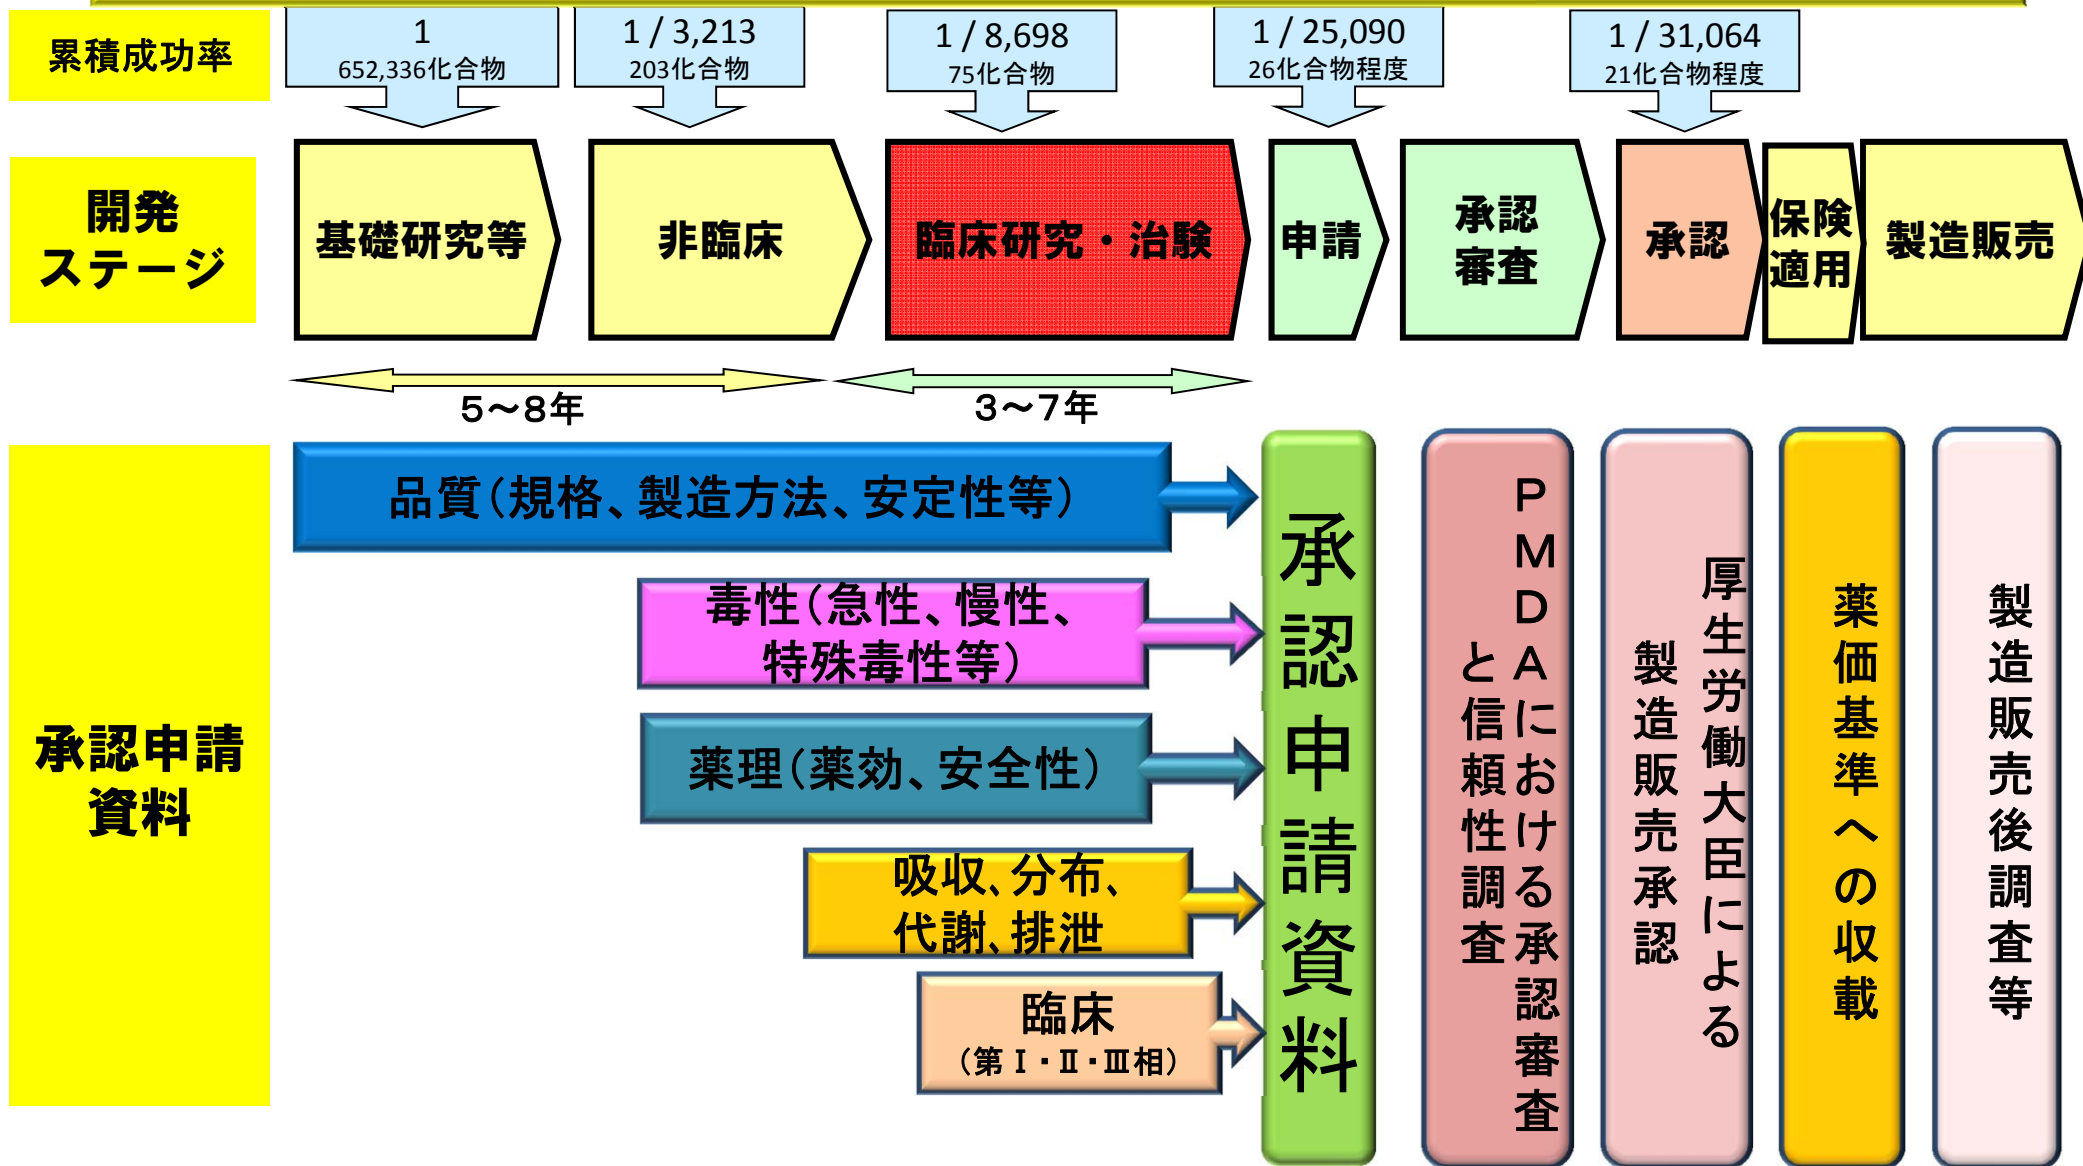 累積成功率
1
652,336化合物
1 / 3,213
203化合物
1 / 8,698
75化合物
1 / 25,090
26化合物程度
1 / 31,064
21化合物程度
開発
ステージ
基礎研究等
非臨床
臨床研究・治験
申請
承認
審査
承認
保険
適用
製造販売
5～8年
3～7年
承認申請
資料
品質(規格、製造方法、安定性等)
毒性(急性、慢性、
特殊毒性等)
薬理(薬効、安全性)
吸収、分布、
代謝、排泄
臨床
(第Ⅰ・Ⅱ・Ⅲ相)
承認申請資料
PMDAにおける承認審査
と信頼性調査
厚生労働大臣による
製造販売承認
薬価基準への収載
製造販売後調査等